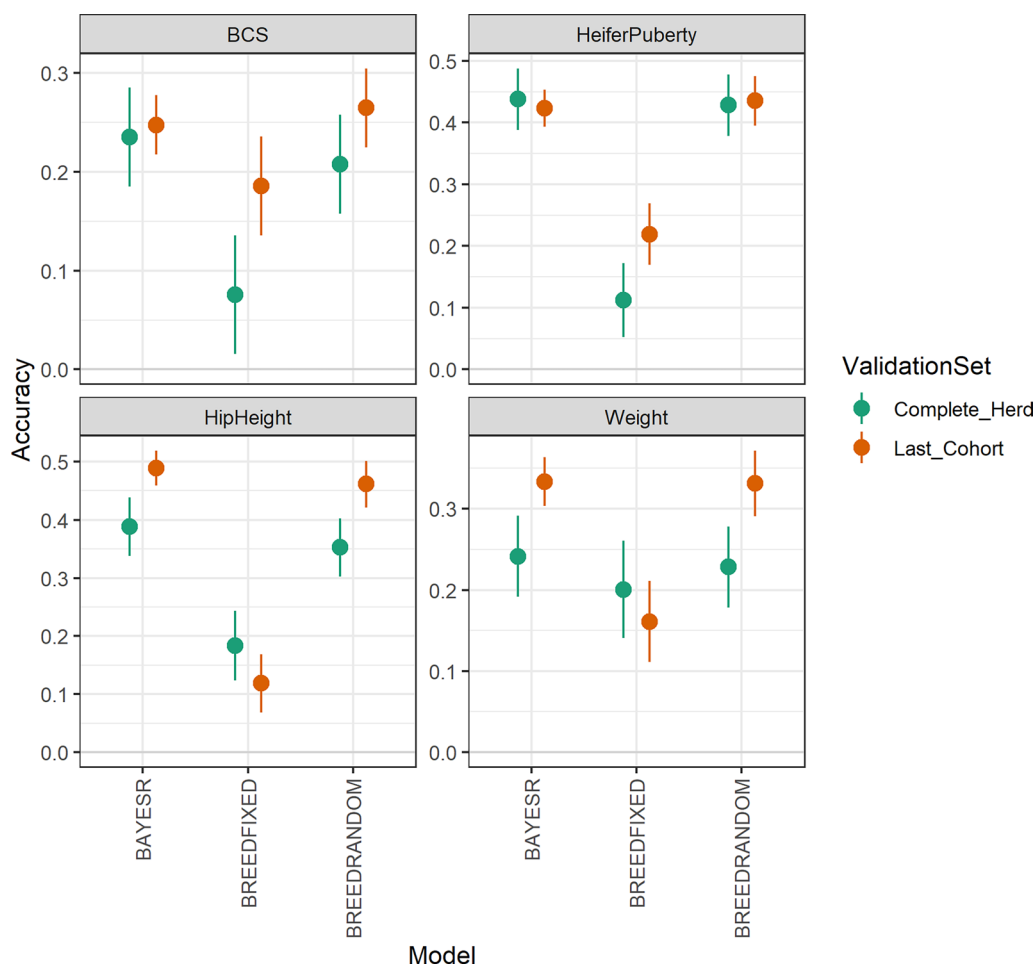 BCS
HeiferPuberty
0.3
0.2
0.1
0.0
0.5
0.4
0.3
0.2
0.1
0.0
HipHeight
Weight
0.5
0.4
0.3
0.2
0.1
0.0
0.3
0.2
0.1
0.0
Accuracy
BAYESR
BREEDFIXED
BREEDRANDOM
BAYESR
BREEDFIXED
BREEDRANDOM
Model
ValidationSet
Complete_Herd
Last_Cohort